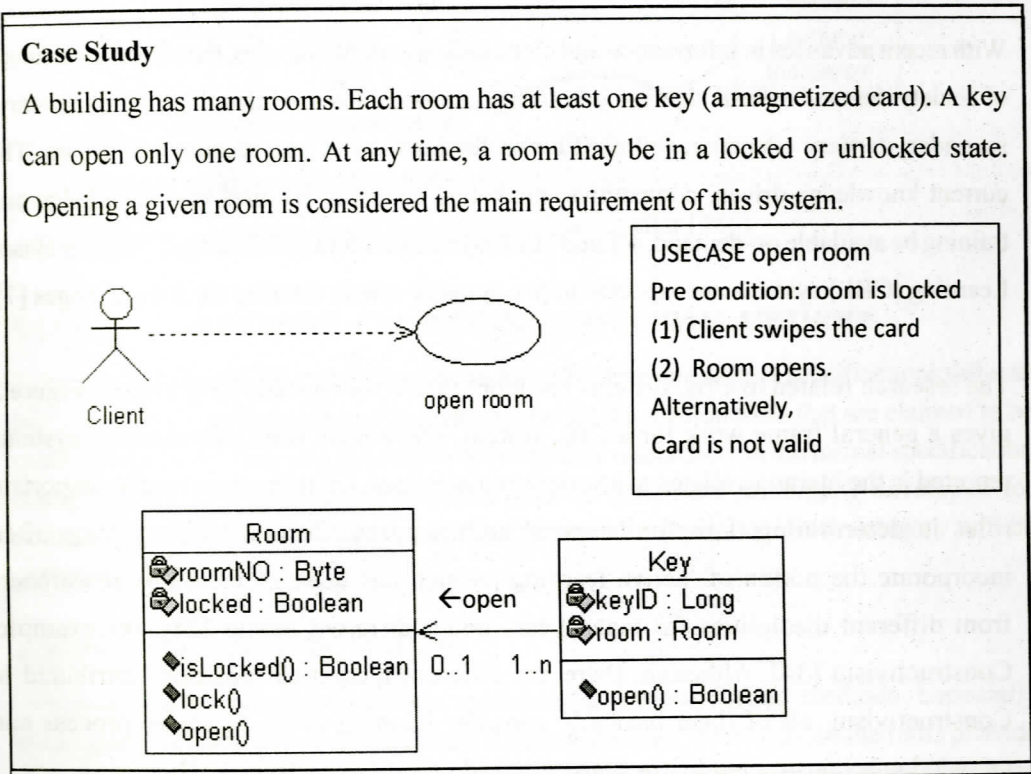 Case Study
A building has many rooms. Each room has at least one key (a magnetized card). A key
can open only one room. At any time, a room may be in a locked or unlocked state.
Opening a given room is considered the main requirement of this system.
USECASE open room
Pre condition: room is locked
(1) Client swipes the card
(2) Room opens.
Alternatively,
Card is not valid
Client
open room
Room
roomNO : Byte
locked : Boolean
isLocked() : Boolean
lock()
open()
←open
0..1 1..n
Key
keyID : Long
room : Room
open() : Boolean